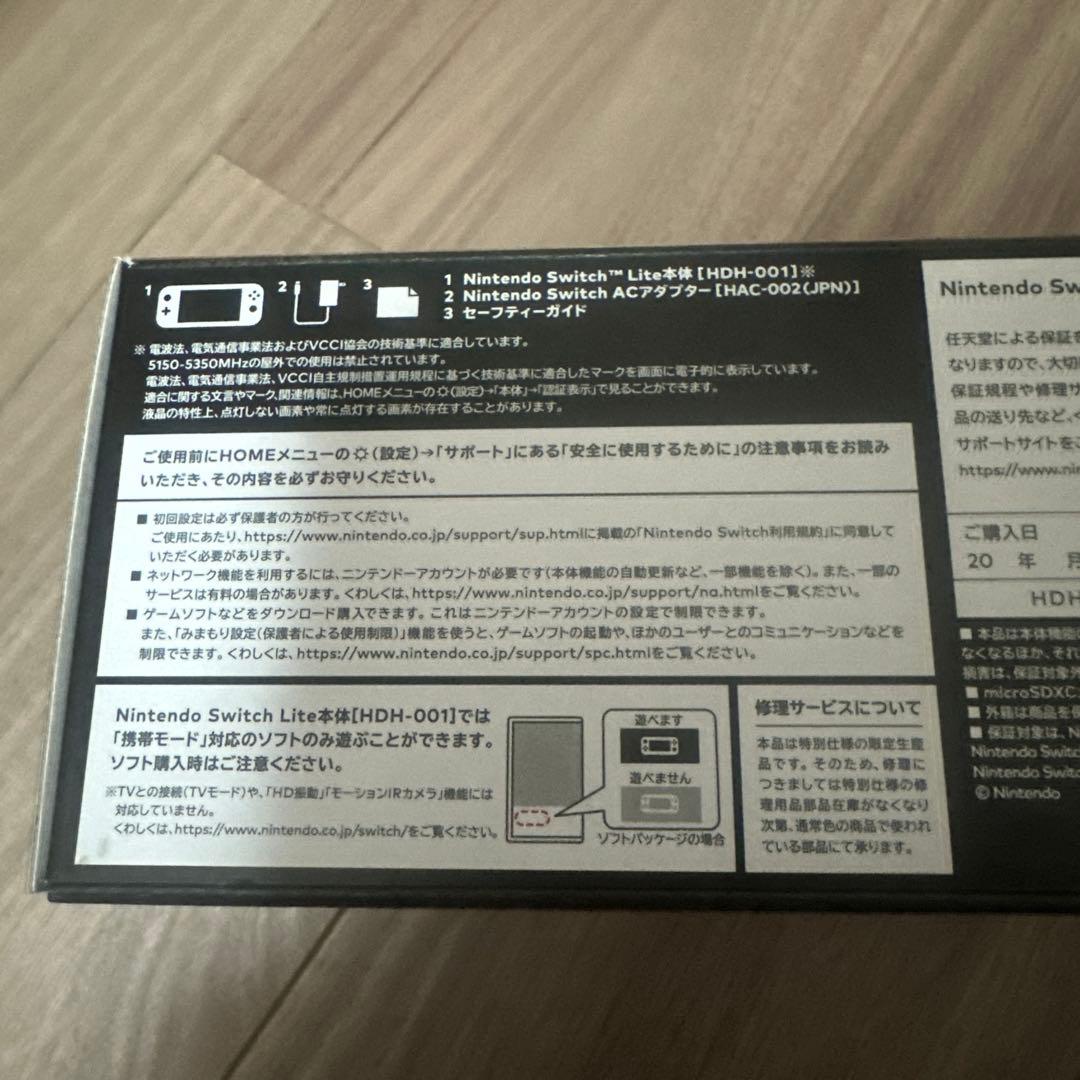 1 2 3
1 Nintendo Switch™ Lite本体 [HDH-001]※
2 Nintendo Switch ACアダプター [HAC-002(JPN)]
3 セーフティーガイド
※ 電波法、電気通信事業法およびVCCI協会の技術基準に適合しています。
5150-5350MHzの屋外での使用は禁止されています。
電波法、電気通信事業法、VCCI自主規制措置運用規程に基づく技術基準に適合したマークを画面に電子的に表示しています。
適合に関する文言やマーク、関連情報は、HOMEメニューの(設定)→「本体」→「認証表示」で見ることができます。
液晶の特性上、点灯しない画素や常に点灯する画素が存在することがあります。
ご使用前にHOMEメニューの(設定)→「サポート」にある「安全に使用するために」の注意事項をお読み
いただき、その内容を必ずお守りください。
■ 初回設定は必ず保護者の方が行ってください。
ご使用にあたり、https://www.nintendo.co.jp/support/sup.htmlに掲載の「Nintendo Switch利用規約」に同意して
いただく必要があります。
■ ネットワーク機能を利用するには、ニンテンドーアカウントが必要です(本体機能の自動更新など、一部機能を除く)。また、一部の
サービスは有料の場合があります。くわしくは、https://www.nintendo.co.jp/support/na.htmlをご覧ください。
■ ゲームソフトなどをダウンロード購入できます。これはニンテンドーアカウントの設定で制限できます。
また、「みまもり設定(保護者による使用制限)」機能を使うと、ゲームソフトの起動や、ほかのユーザーとのコミュニケーションなどを
制限できます。くわしくは、https://www.nintendo.co.jp/support/spc.htmlをご覧ください。
Nintendo Switch Lite本体[HDH-001]では
「携帯モード」対応のソフトのみ遊ぶことができます。
ソフト購入時はご注意ください。
※TVとの接続(TVモード)や、「HD振動」「モーションIRカメラ」機能には
対応していません。
くわしくは、https://www.nintendo.co.jp/switch/をご覧ください。
遊べます
遊べません
ソフトパッケージの場合
修理サービスについて
本品は特別仕様の限定生産
品です。そのため、修理に
つきましては特別仕様の修
理用品部品在庫がなくなり
次第、通常色の商品で使われ
ている部品にて承ります。
Nintendo Sw
任天堂による保証を
なりますので、大切
保証規程や修理サ
品の送り先など、
サポートサイトを
https://www.nin
ご購入日
20 年 月
HDH
■ 本品は本体機能
なくなるほか、それ
損害は、保証対象外
■ microSDXC
■ 外箱は商品を
■ 保証対象は、N
Nintendo Switc
Nintendo Switc
© Nintendo